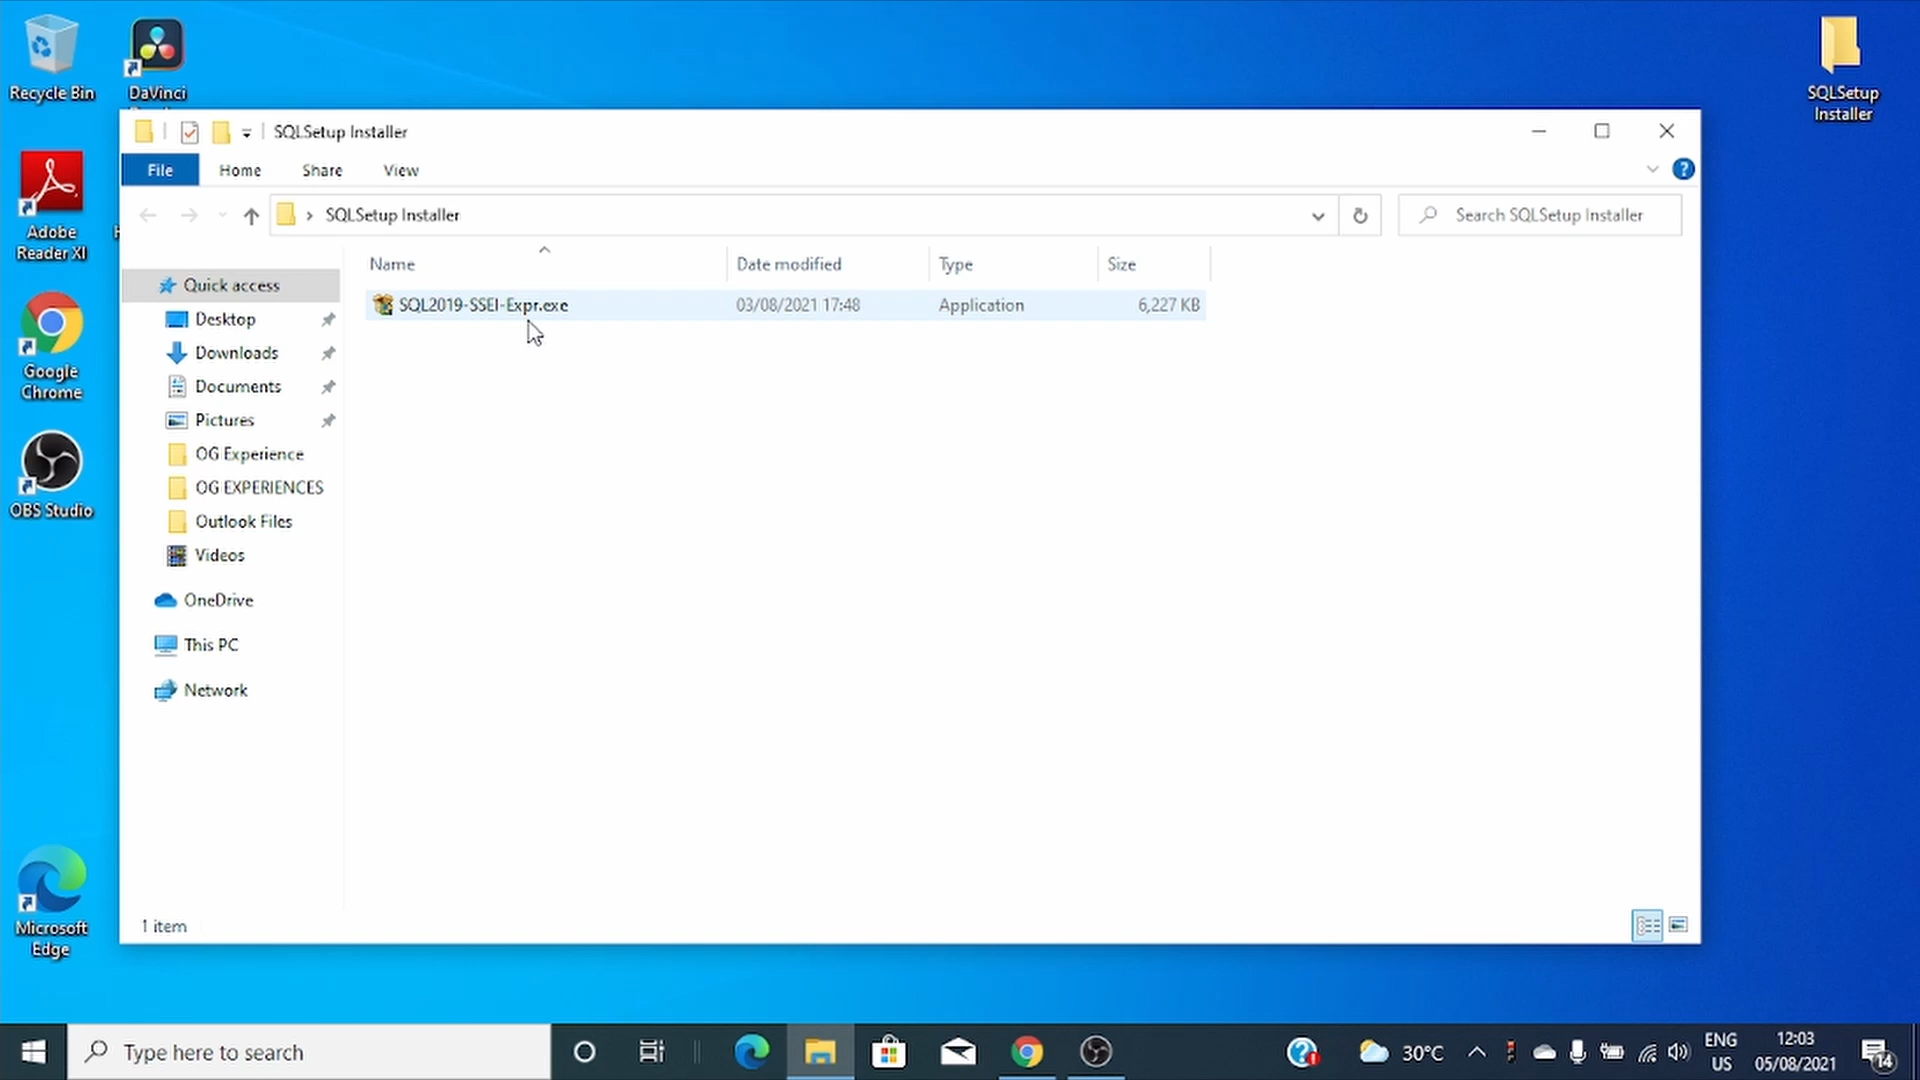 Recycle Bin
DaVinci
SQLSetup
Installer
Adobe
Reader XI
Google
Chrome
OBS Studio
Microsoft
Edge
SQLSetup Installer
File
Home
Share
View
?
SQLSetup Installer
Search SQLSetup Installer
Name
Date modified
Type
Size
SQL2019-SSEI-Expr.exe
03/08/2021 17:48
Application
6,227 KB
Quick access
Desktop
Downloads
Documents
Pictures
OG Experience
OG EXPERIENCES
Outlook Files
Videos
OneDrive
This PC
Network
1 item
Type here to search
30°C
ENG
US
12:03
05/08/2021
14